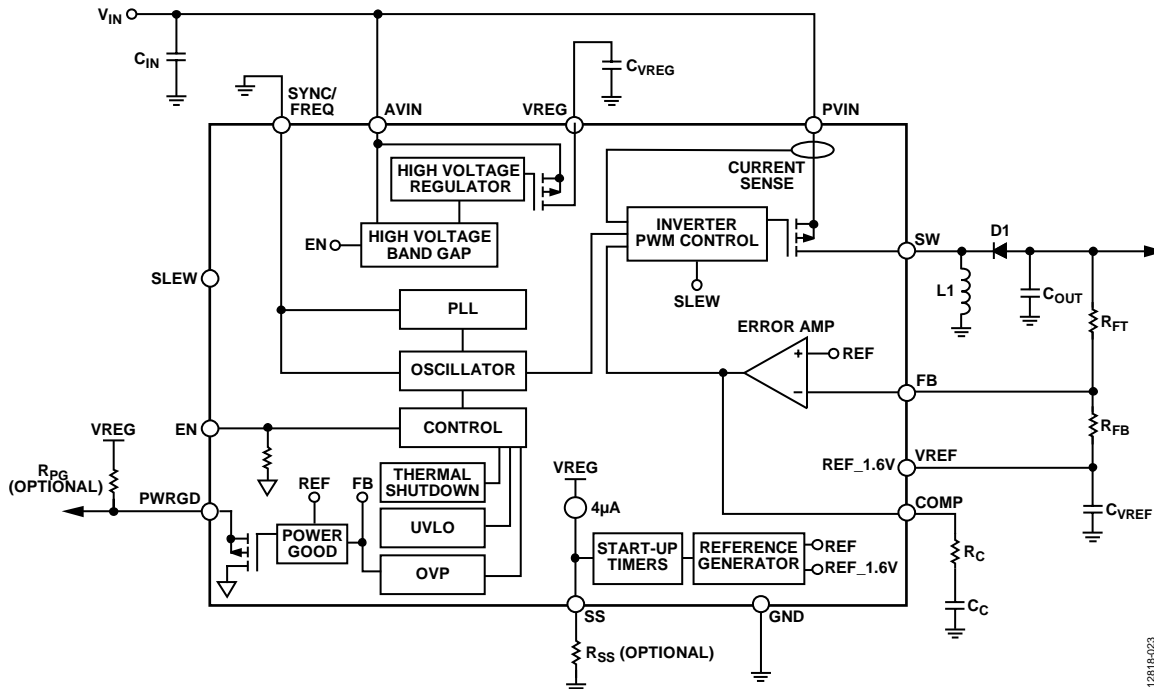 VIN
CIN
SYNC/
FREQ
AVIN
VREG
CVREG
PVIN
HIGH VOLTAGE
REGULATOR
CURRENT
SENSE
EN
HIGH VOLTAGE
BAND GAP
INVERTER
PWM CONTROL
SLEW
SLEW
SW
D1
L1
COUT
RFT
PLL
ERROR AMP
+
REF
−
OSCILLATOR
FB
RFB
EN
CONTROL
VREG
RPG
(OPTIONAL)
PWRGD
REF
FB
THERMAL
SHUTDOWN
UVLO
OVP
POWER
GOOD
VREG
4µA
REF_1.6V
VREF
COMP
CVREF
RC
CC
START-UP
TIMERS
REFERENCE
GENERATOR
REF
REF_1.6V
SS
GND
RSS (OPTIONAL)
12818-023